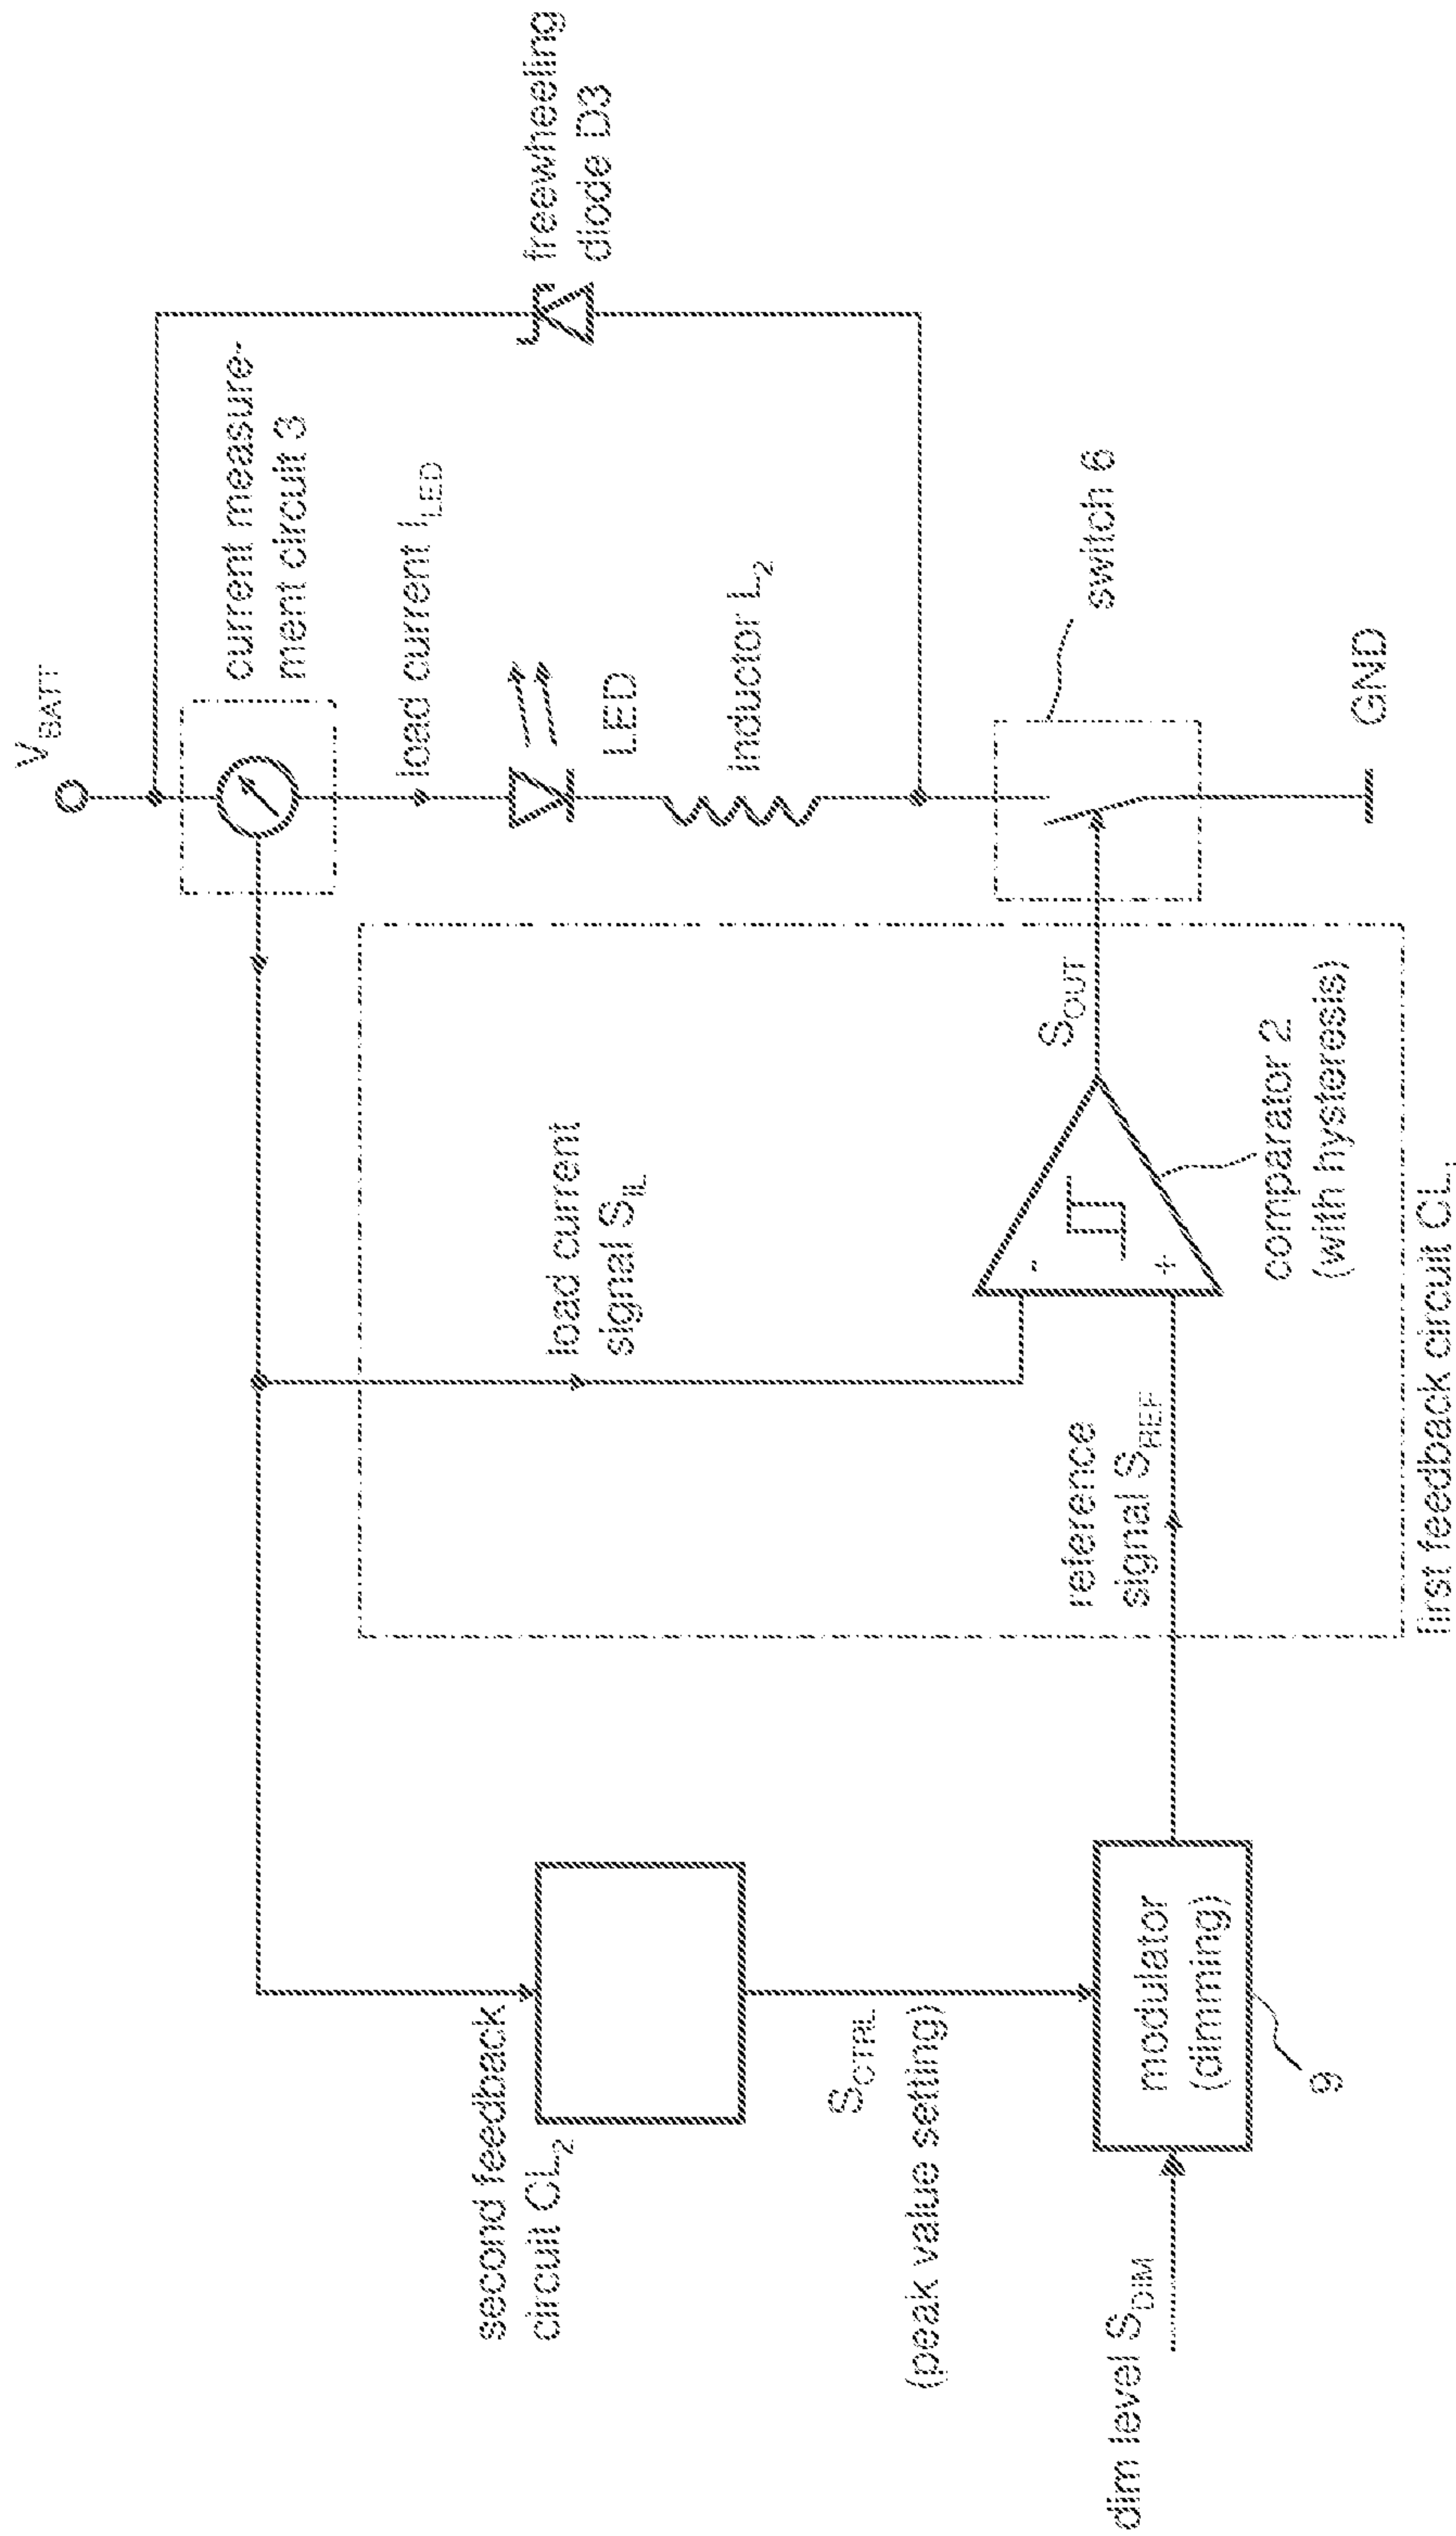 V_BATT
current measure-
ment circuit 3
load current I_LED
freewheeling
diode D3
LED
inductor L_2
switch 6
GND
load current
signal S_IL
S_OUT
-
+
comparator 2
(with hysteresis)
reference
signal S_REF
first feedback circuit CL_1
second feedback
circuit CL_2
S_CTRL
(peak value setting)
modulator
(dimming)
9
dim level S_DIM